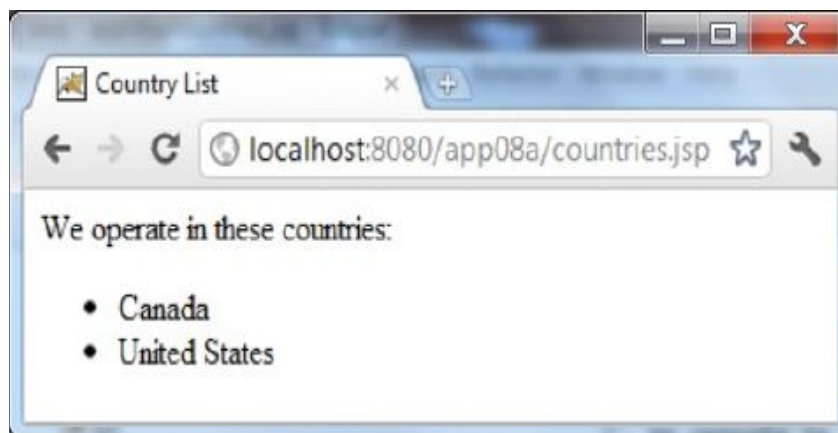 Country List
localhost:8080/app08a/countries.jsp
We operate in these countries:
• Canada
• United States